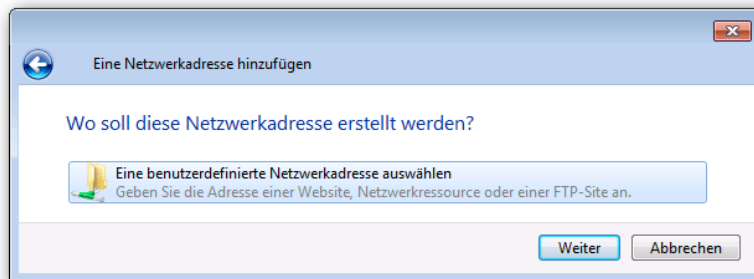 Eine Netzwerkadresse hinzufügen
Wo soll diese Netzwerkadresse erstellt werden?
Eine benutzerdefinierte Netzwerkadresse auswählen
Geben Sie die Adresse einer Website, Netzwerkressource oder einer FTP-Site an.
Weiter Abbrechen